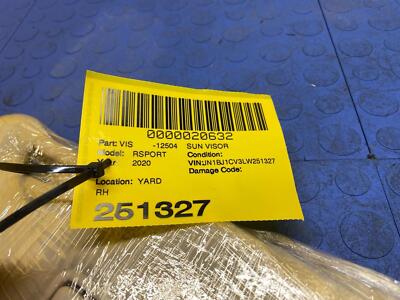 0000020632
Part: VIS -12504 SUN VISOR
Model: RSPORT Condition:
Year 2020 VIN:JN1BJ1CV3LW251327
Damage Code:
Location: YARD
RH
251327